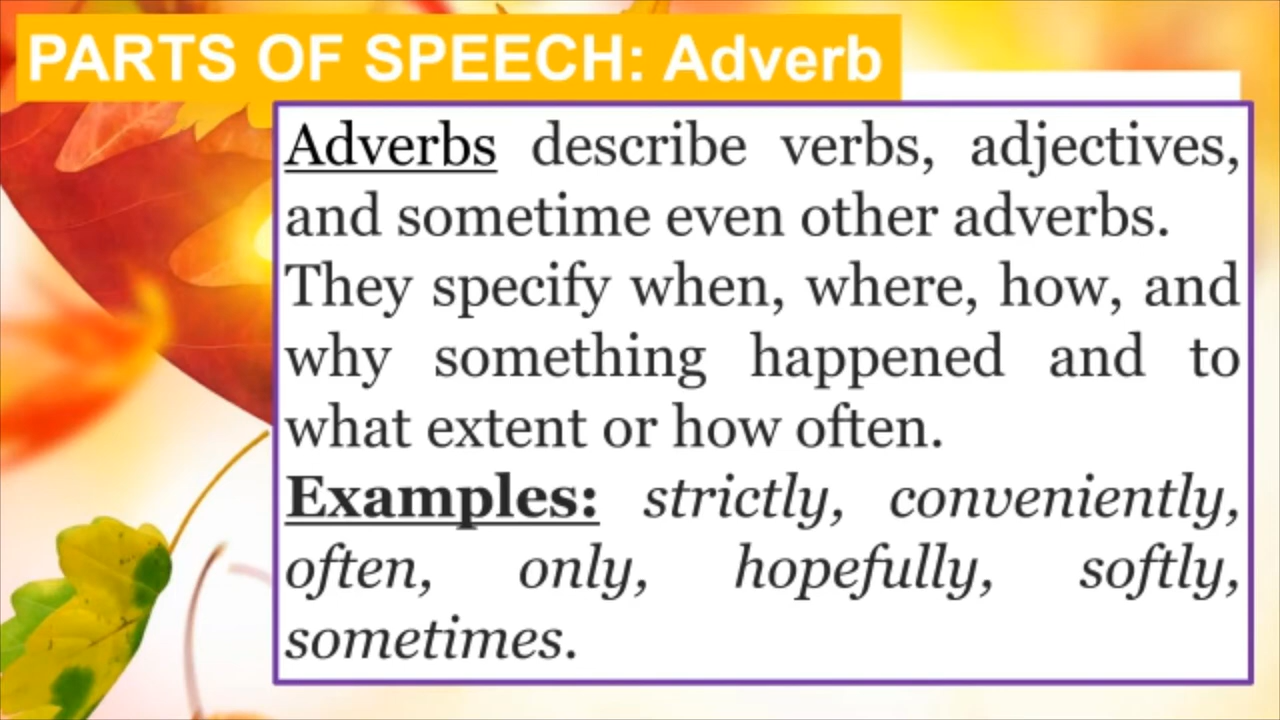 PARTS OF SPEECH: Adverb
Adverbs describe verbs, adjectives,
and sometime even other adverbs.
They specify when, where, how, and
why something happened and to
what extent or how often.
Examples: strictly, conveniently,
often, only, hopefully, softly,
sometimes.